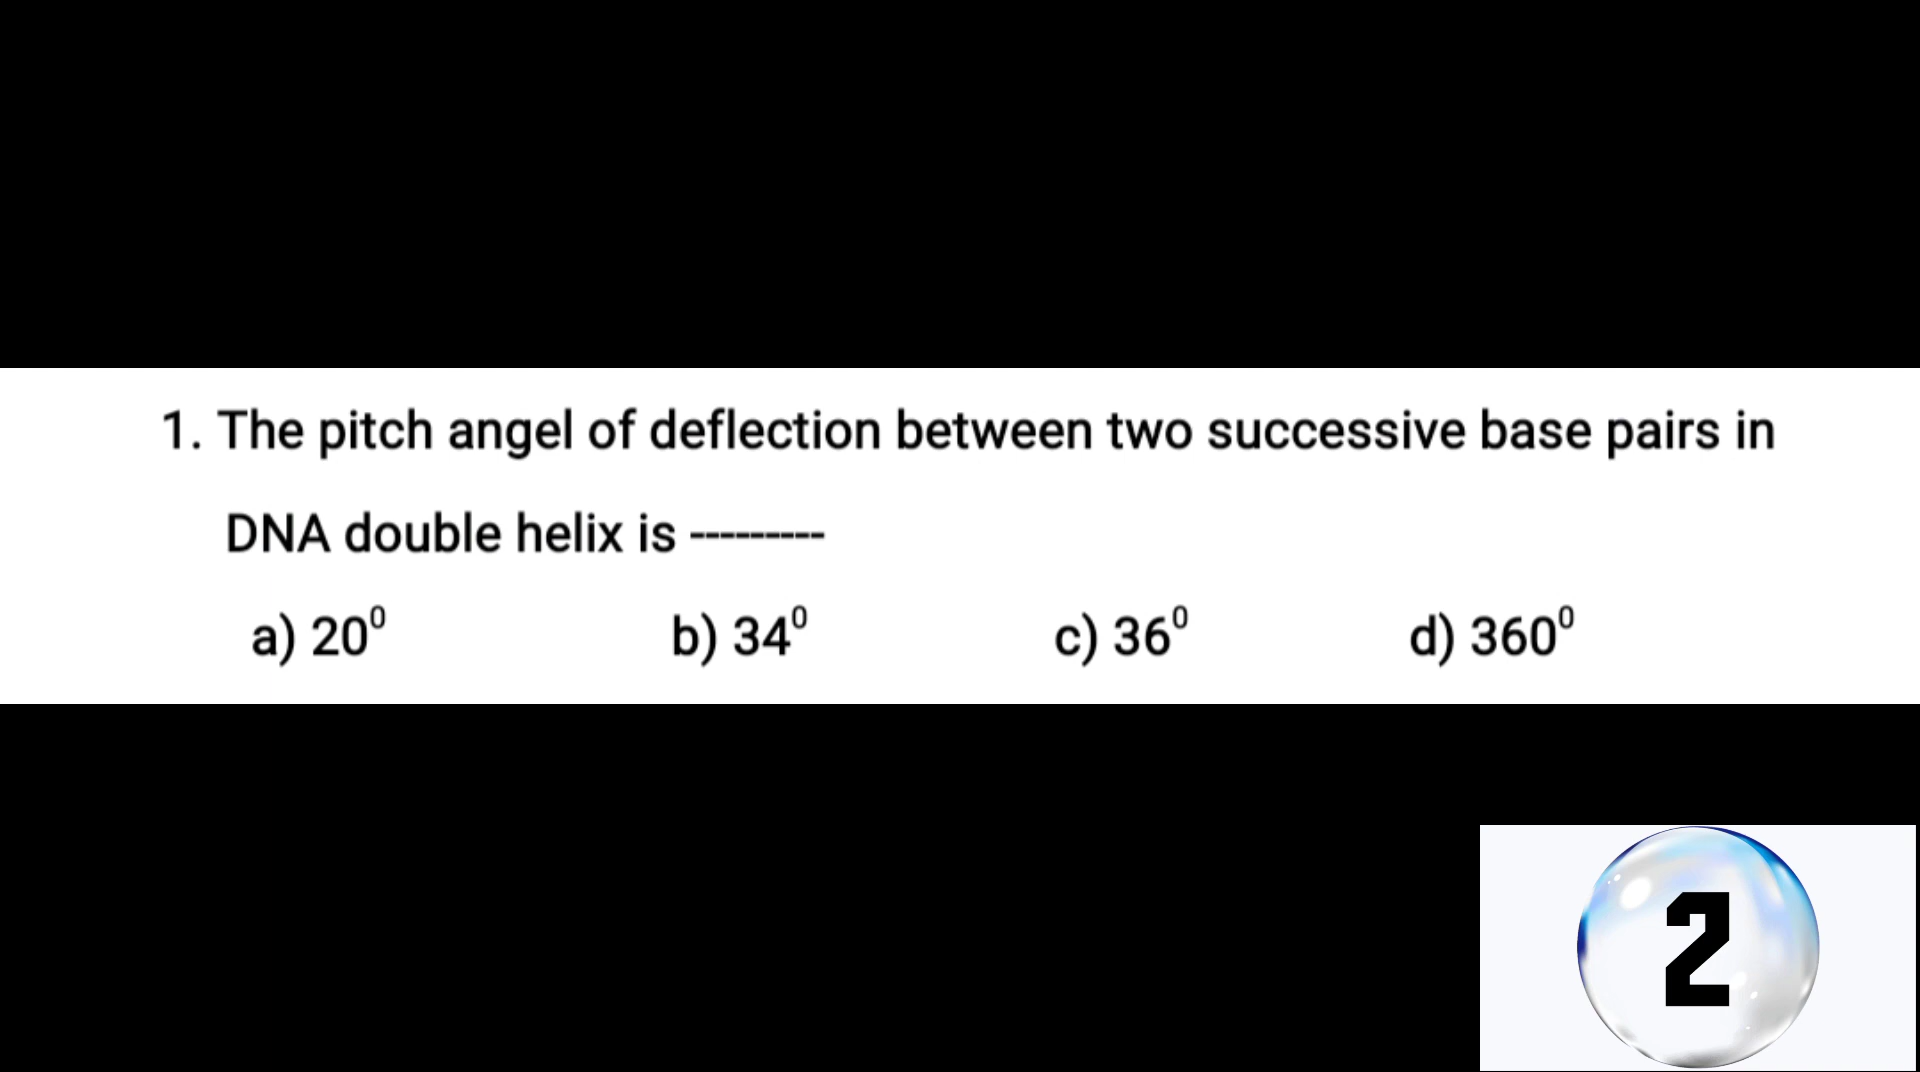 1. The pitch angel of deflection between two successive base pairs in
DNA double helix is ---------
a) 20⁰ b) 34⁰ c) 36⁰ d) 360⁰
2